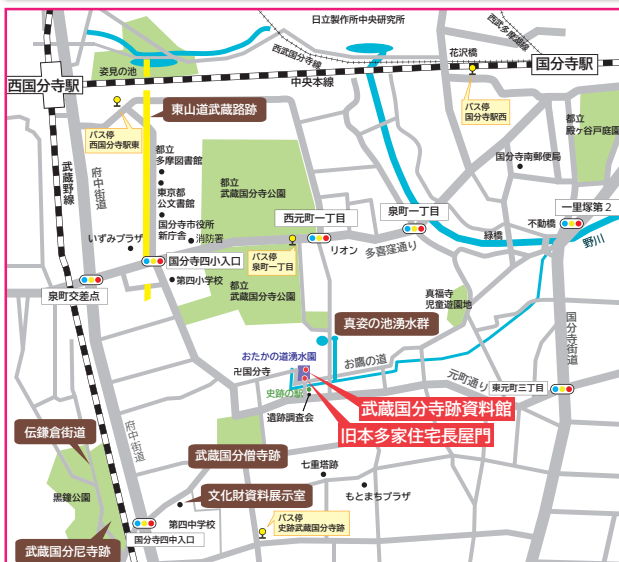 日立製作所中央研究所
西武国分寺線
西武多摩湖線
花沢橋
国分寺駅
姿見の池
西国分寺駅
中央本線
バス停
国分寺駅西
東山道武蔵路跡
バス停
西国分寺駅東
都立
殿ヶ谷戸庭園
武蔵野線
府中街道
都立
多摩図書館
東京都
公文書館
国分寺市役所
新庁舎
消防署
都立
武蔵国分寺公園
国分寺南郵便局
西元町一丁目
泉町一丁目
一里塚第2
不動橋
いずみプラザ
国分寺四小入口
バス停
泉町一丁目
リオン
多喜窪通り
緑橋
野川
泉町交差点
第四小学校
都立
武蔵国分寺公園
真福寺
児童遊園地
真姿の池湧水群
国分寺街道
おたかの道湧水園
卍国分寺
お鷹の道
史跡の駅
元町通り
東元町三丁目
遺跡調査会
武蔵国分寺跡資料館
旧本多家住宅長屋門
伝鎌倉街道
府中街道
武蔵国分僧寺跡
七重塔跡
黒鐘公園
文化財資料展示室
もとまちプラザ
第四中学校
バス停
史跡武蔵国分寺跡
国分寺四中入口
武蔵国分尼寺跡